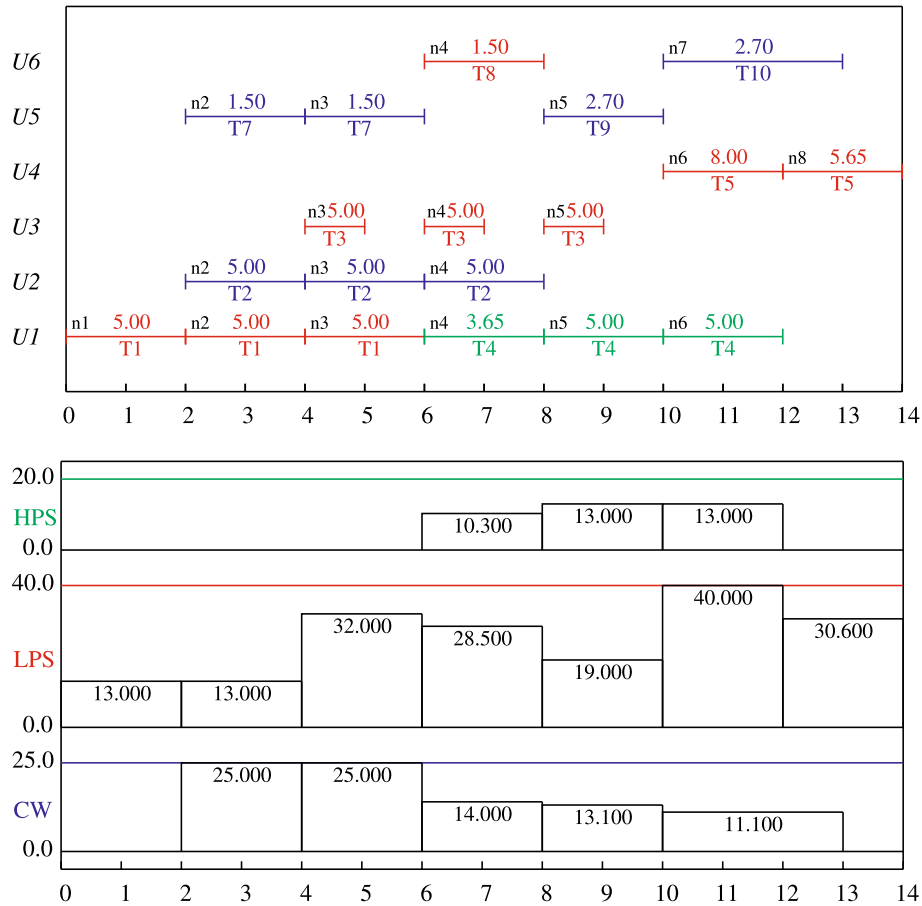 n4 1.50 n7 2.70
U6
T8 T10
n2 1.50 n3 1.50 n5 2.70
U5
T7 T7 T9
n6 8.00 n8 5.65
U4
T5 T5
n3 5.00 n4 5.00 n5 5.00
U3
T3 T3 T3
n2 5.00 n3 5.00 n4 5.00
U2
T2 T2 T2
n1 5.00 n2 5.00 n3 5.00 n4 3.65 n5 5.00 n6 5.00
U1
T1 T1 T1 T4 T4 T4
0 1 2 3 4 5 6 7 8 9 10 11 12 13 14
20.0
HPS
10.300 13.000 13.000
0.0
40.0
LPS
13.000 13.000 32.000 28.500 19.000 40.000 30.600
0.0
25.0
CW
25.000 25.000 14.000 13.100 11.100
0.0
0 1 2 3 4 5 6 7 8 9 10 11 12 13 14